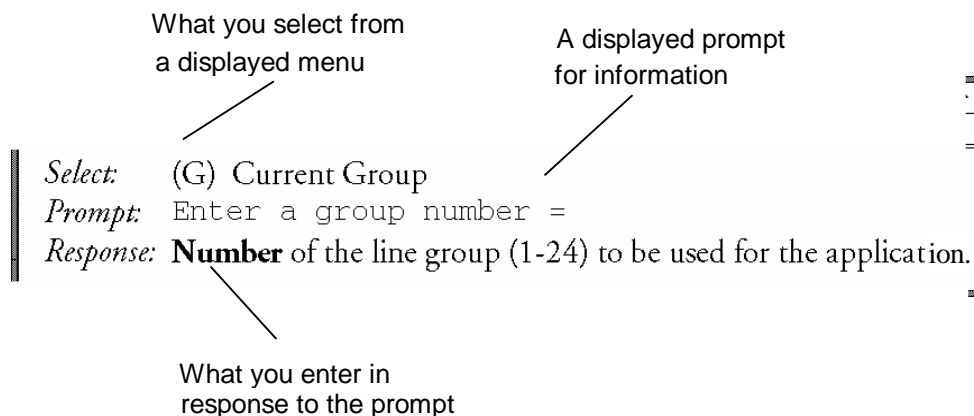 What you select from
a displayed menu
A displayed prompt
for information
Select: (G) Current Group
Prompt: Enter a group number =
Response: Number of the line group (1-24) to be used for the application.
What you enter in
response to the prompt